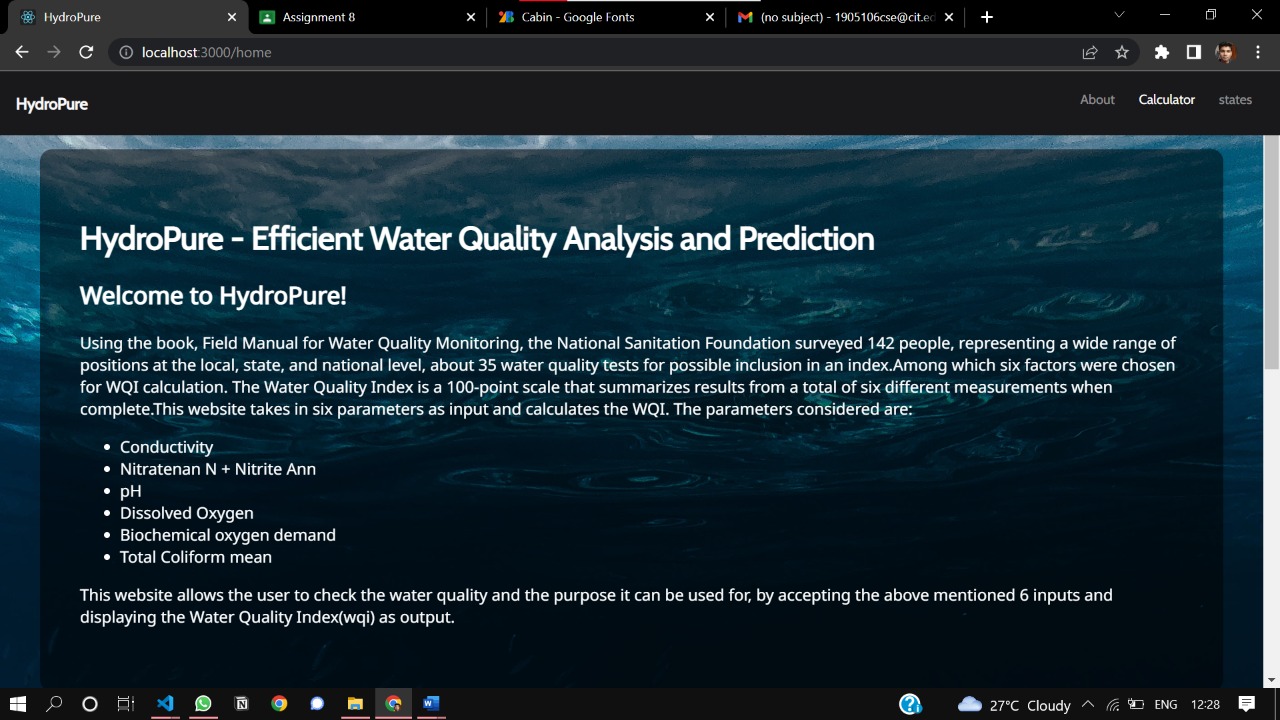 HydroPure
Assignment 8
Cabin - Google Fonts
(no subject) - 1905106cse@cit.ed
localhost:3000/home
HydroPure
About
Calculator
states
HydroPure - Efficient Water Quality Analysis and Prediction
Welcome to HydroPure!
Using the book, Field Manual for Water Quality Monitoring, the National Sanitation Foundation surveyed 142 people, representing a wide range of
positions at the local, state, and national level, about 35 water quality tests for possible inclusion in an index.Among which six factors were chosen
for WQI calculation. The Water Quality Index is a 100-point scale that summarizes results from a total of six different measurements when
complete.This website takes in six parameters as input and calculates the WQI. The parameters considered are:
• Conductivity
• Nitratenan N + Nitrite Ann
• pH
• Dissolved Oxygen
• Biochemical oxygen demand
• Total Coliform mean
This website allows the user to check the water quality and the purpose it can be used for, by accepting the above mentioned 6 inputs and
displaying the Water Quality Index(wqi) as output.
27°C Cloudy
ENG
12:28